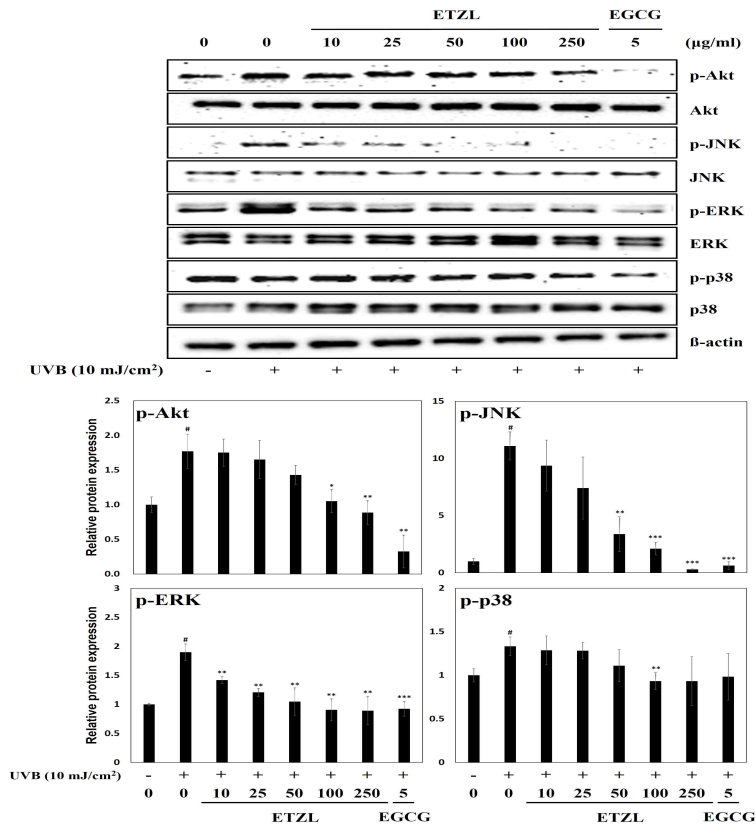 ETZL EGCG
0 0 10 25 50 100 250 5 (µg/ml)
p-Akt
Akt
p-JNK
JNK
p-ERK
ERK
p-p38
p38
ß-actin
UVB (10 mJ/cm²) - + + + + + + +
p-Akt
Relative protein expression
2.5
2.0
1.5
1.0
0.5
0.0
# * ** **
p-JNK
15
10
5
0
# ** *** *** ***
p-ERK
Relative protein expression
3
2
1.5
1
0.5
0
# ** ** ** ** ** ***
p-p38
2
1.5
1
0.5
0
# **
UVB (10 mJ/cm²) - + + + + + + + - + + + + + + +
0 0 10 25 50 100 250 5 0 0 10 25 50 100 250 5
ETZL EGCG ETZL EGCG